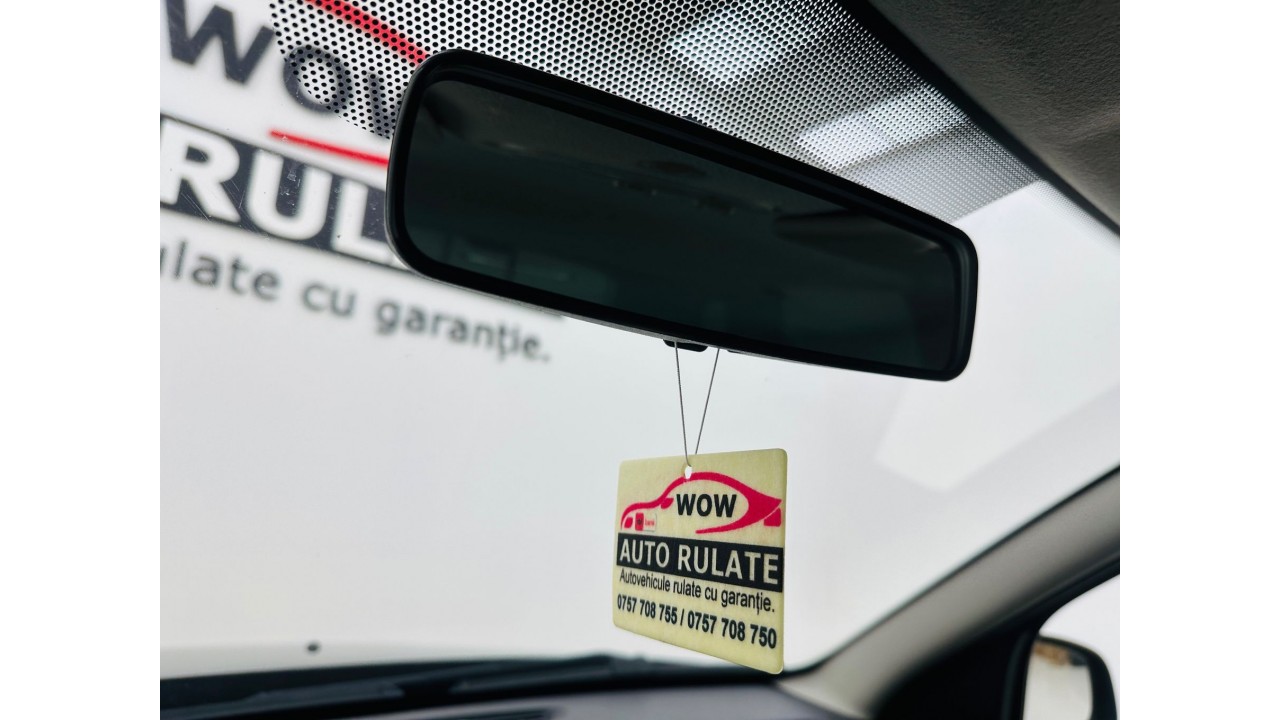 WOW
RUL
ulate cu garanție.
WOW
AUTO RULATE
Autovehicule rulate cu garanție.
0757 708 755 / 0757 708 750